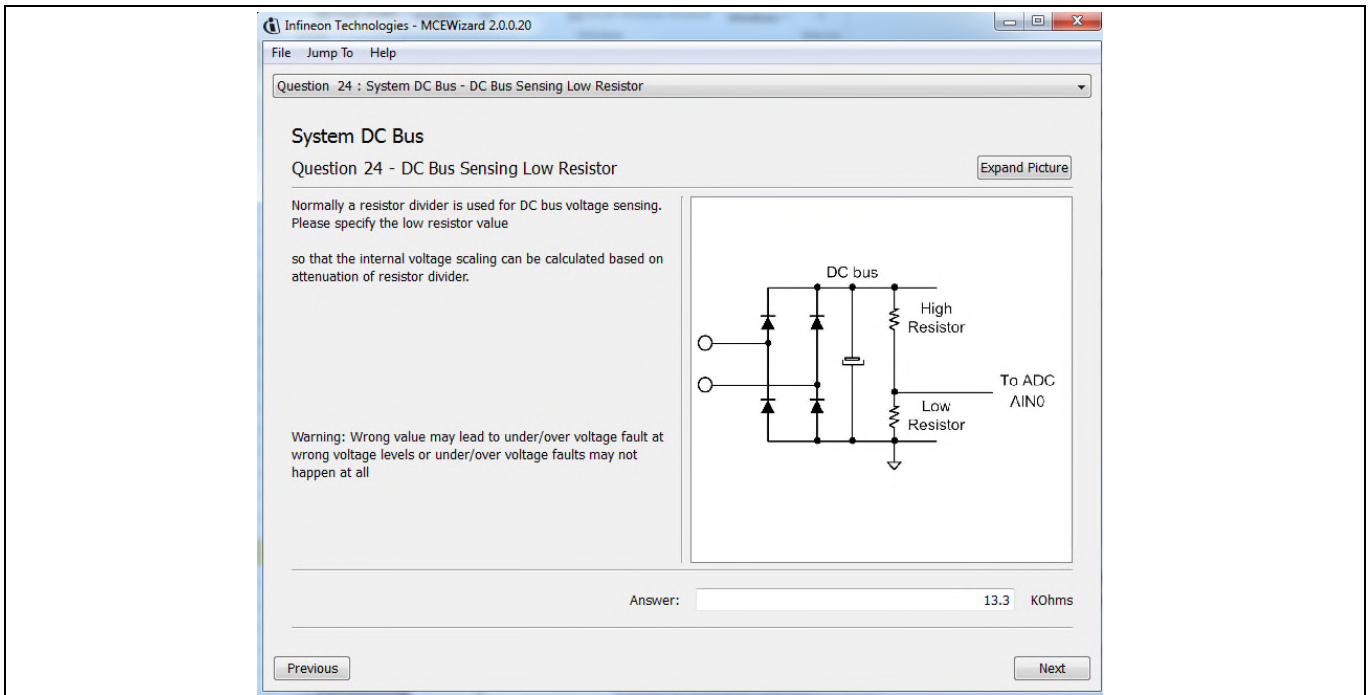 Infineon Technologies - MCEWizard 2.0.0.20
File Jump To Help
Question 24 : System DC Bus - DC Bus Sensing Low Resistor
System DC Bus
Question 24 - DC Bus Sensing Low Resistor
Expand Picture
Normally a resistor divider is used for DC bus voltage sensing.
Please specify the low resistor value
so that the internal voltage scaling can be calculated based on
attenuation of resistor divider.
Warning: Wrong value may lead to under/over voltage fault at
wrong voltage levels or under/over voltage faults may not
happen at all
DC bus
High
Resistor
To ADC
AIN0
Low
Resistor
Answer:
13.3 KOhms
Previous
Next